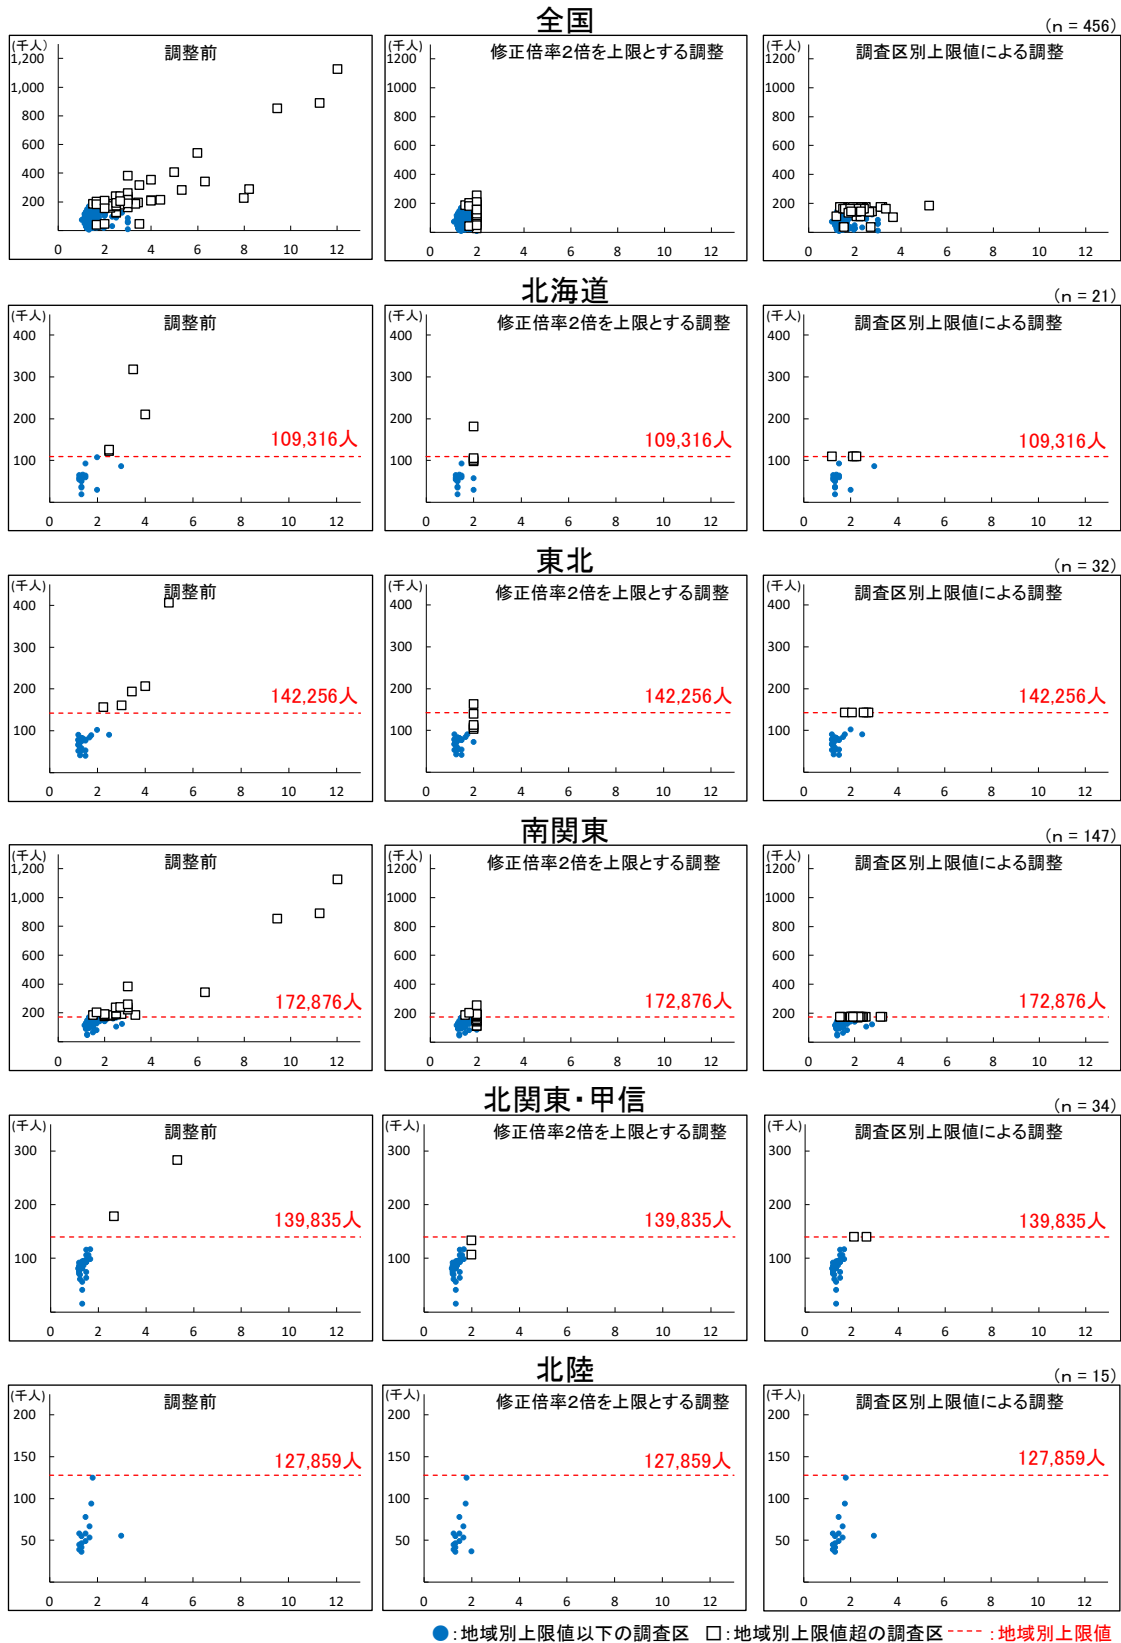 全国
(n = 456)
(千人)
調整前
1,200
1,000
800
600
400
200
0 2 4 6 8 10 12
(千人)
修正倍率2倍を上限とする調整
1200
1000
800
600
400
200
0
0 2 4 6 8 10 12
(千人)
調査区別上限値による調整
1200
1000
800
600
400
200
0
0 2 4 6 8 10 12
北海道
(n = 21)
(千人)
調整前
400
300
200
109,316人
100
0 2 4 6 8 10 12
(千人)
修正倍率2倍を上限とする調整
400
300
200
109,316人
100
0 2 4 6 8 10 12
(千人)
調査区別上限値による調整
400
300
200
109,316人
100
0 2 4 6 8 10 12
東北
(n = 32)
(千人)
調整前
400
300
200
142,256人
100
0 2 4 6 8 10 12
(千人)
修正倍率2倍を上限とする調整
400
300
200
142,256人
100
0 2 4 6 8 10 12
(千人)
調査区別上限値による調整
400
300
200
142,256人
100
0 2 4 6 8 10 12
南関東
(n = 147)
(千人)
調整前
1,200
1,000
800
600
400
172,876人
200
0 2 4 6 8 10 12
(千人)
修正倍率2倍を上限とする調整
1200
1000
800
600
400
172,876人
200
0
0 2 4 6 8 10 12
(千人)
調査区別上限値による調整
1200
1000
800
600
400
172,876人
200
0
0 2 4 6 8 10 12
北関東・甲信
(n = 34)
(千人)
調整前
300
200
139,835人
100
0 2 4 6 8 10 12
(千人)
修正倍率2倍を上限とする調整
300
200
139,835人
100
0 2 4 6 8 10 12
(千人)
調査区別上限値による調整
300
200
139,835人
100
0 2 4 6 8 10 12
北陸
(n = 15)
(千人)
調整前
200
150
127,859人
100
50
0 2 4 6 8 10 12
(千人)
修正倍率2倍を上限とする調整
200
150
127,859人
100
50
0 2 4 6 8 10 12
(千人)
調査区別上限値による調整
200
150
127,859人
100
50
0 2 4 6 8 10 12
●:地域別上限値以下の調査区 □:地域別上限値超の調査区 -----:地域別上限値